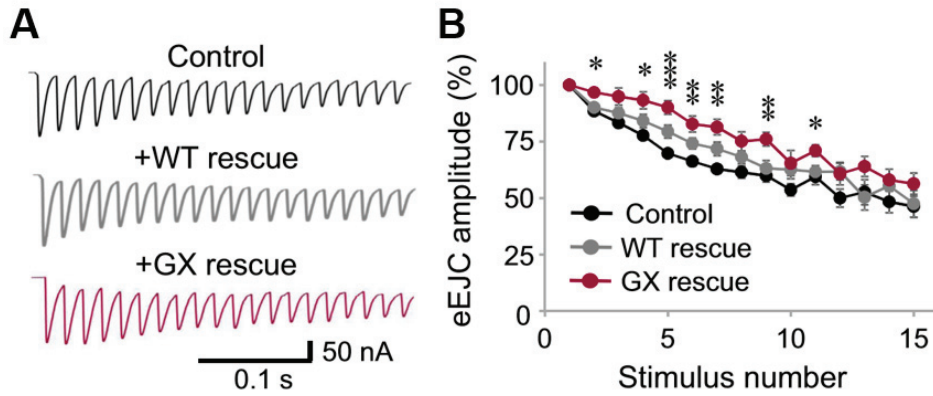 A
Control
+WT rescue
+GX rescue
50 nA
0.1 s
B
eEJC amplitude (%)
100
75
50
25
0
* * *** ** ** ** *
Control
WT rescue
GX rescue
0 5 10 15
Stimulus number